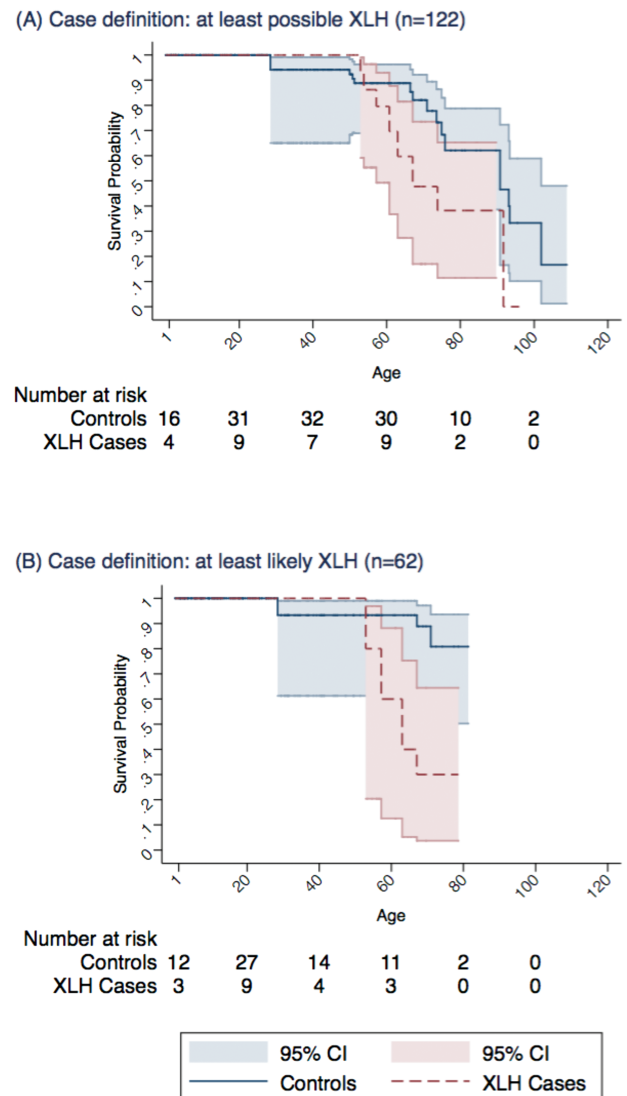 (A) Case definition: at least possible XLH (n=122)
1
.9
.8
.7
.6
.5
.4
.3
.2
.1
0
Survival Probability
1 20 40 60 80 100 120
Age
Number at risk
Controls 16 31 32 30 10 2
XLH Cases 4 9 7 9 2 0
(B) Case definition: at least likely XLH (n=62)
1
.9
.8
.7
.6
.5
.4
.3
.2
.1
0
Survival Probability
1 20 40 60 80 100 120
Age
Number at risk
Controls 12 27 14 11 2 0
XLH Cases 3 9 4 3 0 0
95% CI 95% CI
Controls XLH Cases